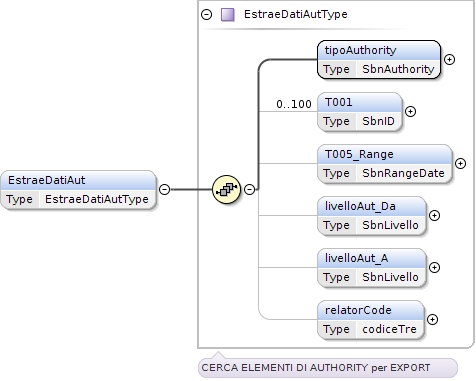 EstraeDatiAutType
tipoAuthority
Type SbnAuthority
0..100
T001
Type SbnID
T005_Range
Type SbnRangeDate
EstraeDatiAut
Type EstraeDatiAutType
livelloAut_Da
Type SbnLivello
livelloAut_A
Type SbnLivello
relatorCode
Type codiceTre
CERCA ELEMENTI DI AUTHORITY per EXPORT